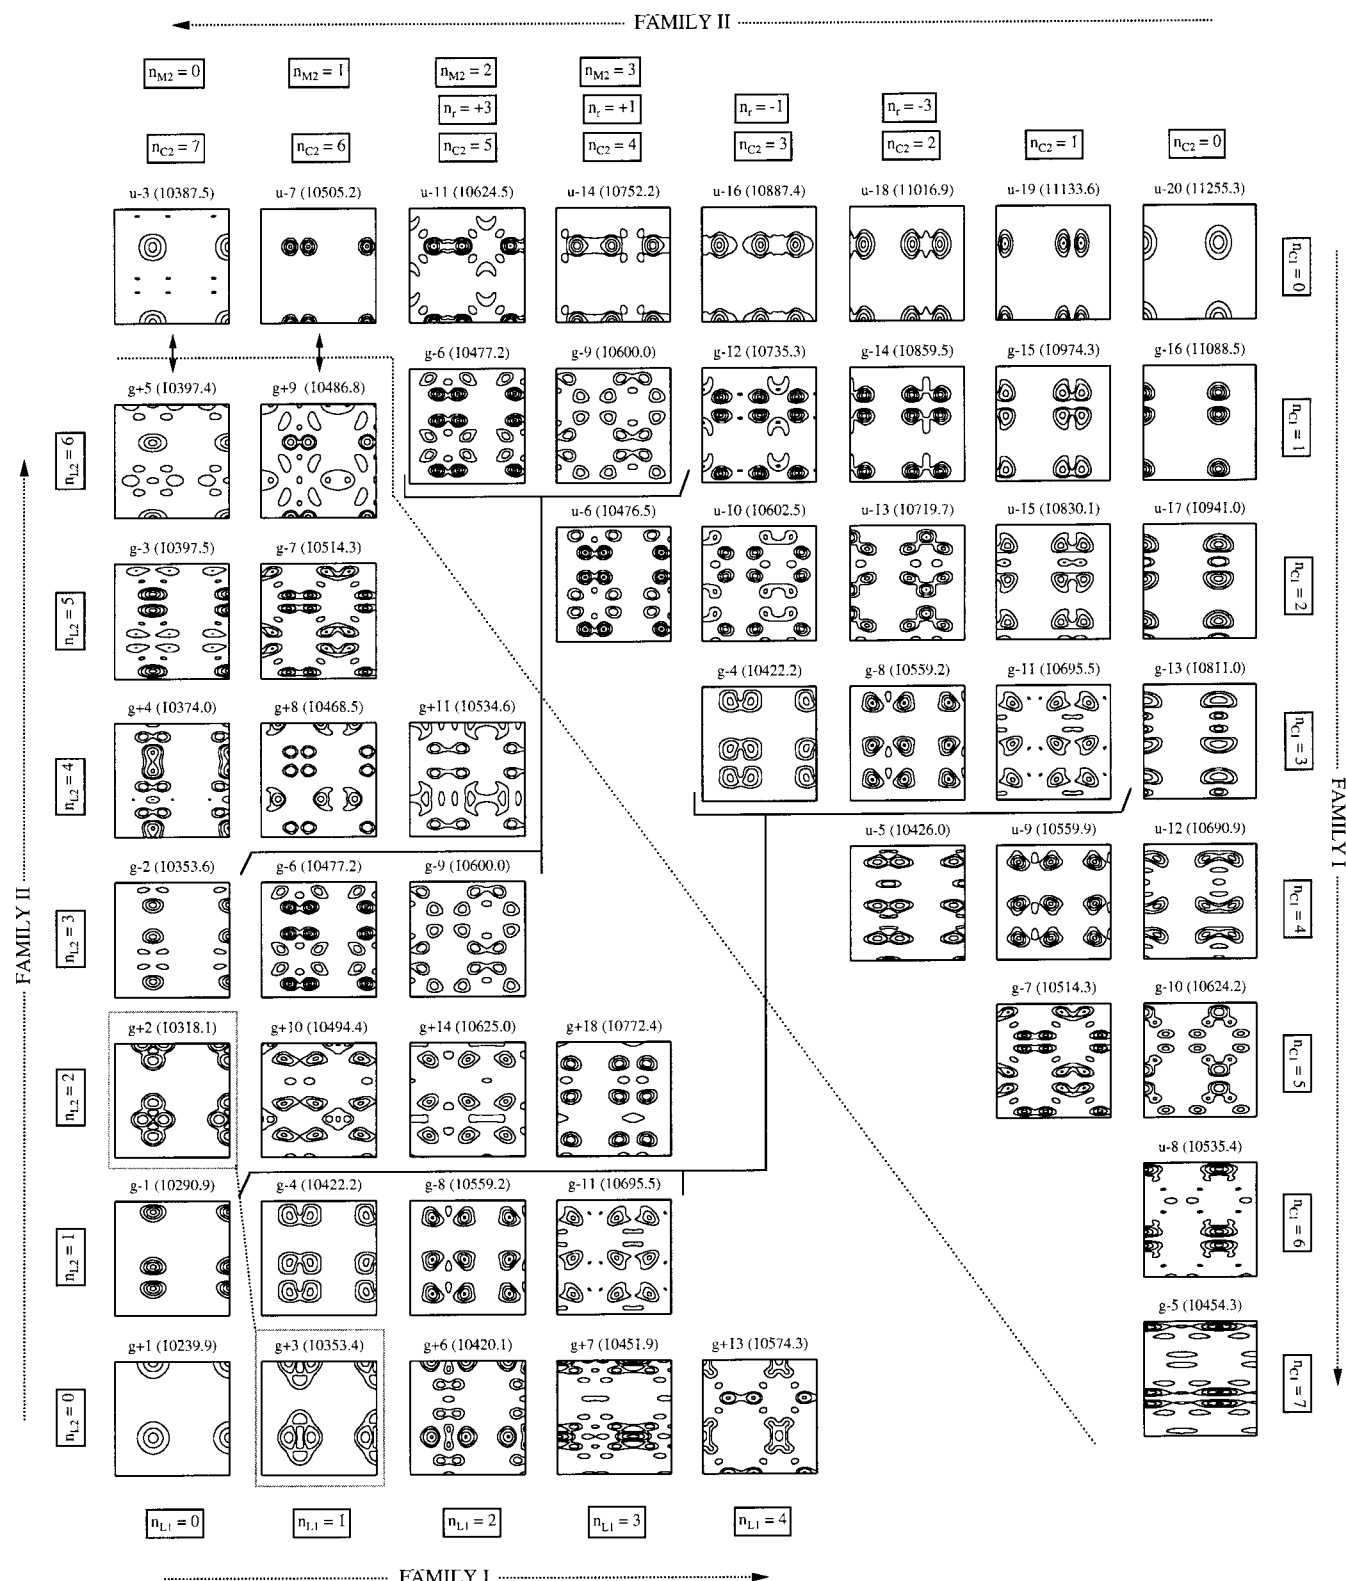 FAMILY II
n_M2 = 0 n_M2 = 1 n_M2 = 2 n_M2 = 3
n_r = +3 n_r = +1 n_r = -1 n_r = -3
n_C2 = 7 n_C2 = 6 n_C2 = 5 n_C2 = 4 n_C2 = 3 n_C2 = 2 n_C2 = 1 n_C2 = 0
u-3 (10387.5) u-7 (10505.2) u-11 (10624.5) u-14 (10752.2) u-16 (10887.4) u-18 (11016.9) u-19 (11133.6) u-20 (11255.3)
n_C1 = 0
g-6 (10477.2) g-9 (10600.0) g-12 (10735.3) g-14 (10859.5) g-15 (10974.3) g-16 (11088.5)
g+5 (10397.4) g+9 (10486.8)
n_L2 = 6
n_C1 = 1
u-6 (10476.5) u-10 (10602.5) u-13 (10719.7) u-15 (10830.1) u-17 (10941.0)
g-3 (10397.5) g-7 (10514.3)
n_L2 = 5
n_C1 = 2
g-4 (10422.2) g-8 (10559.2) g-11 (10695.5) g-13 (10811.0)
g+4 (10374.0) g+8 (10468.5) g+11 (10534.6)
n_L2 = 4
n_C1 = 3
FAMILY I
u-5 (10426.0) u-9 (10559.9) u-12 (10690.9)
g-2 (10353.6) g-6 (10477.2) g-9 (10600.0)
FAMILY II
n_L2 = 3
n_C1 = 4
g-7 (10514.3) g-10 (10624.2)
g+2 (10318.1) g+10 (10494.4) g+14 (10625.0) g+18 (10772.4)
n_L2 = 2
n_C1 = 5
u-8 (10535.4)
g-1 (10290.9) g-4 (10422.2) g-8 (10559.2) g-11 (10695.5)
n_L2 = 1
n_C1 = 6
g-5 (10454.3)
g+1 (10239.9) g+3 (10353.4) g+6 (10420.1) g+7 (10451.9) g+13 (10574.3)
n_L2 = 0
n_C1 = 7
n_L1 = 0 n_L1 = 1 n_L1 = 2 n_L1 = 3 n_L1 = 4
FAMILY I